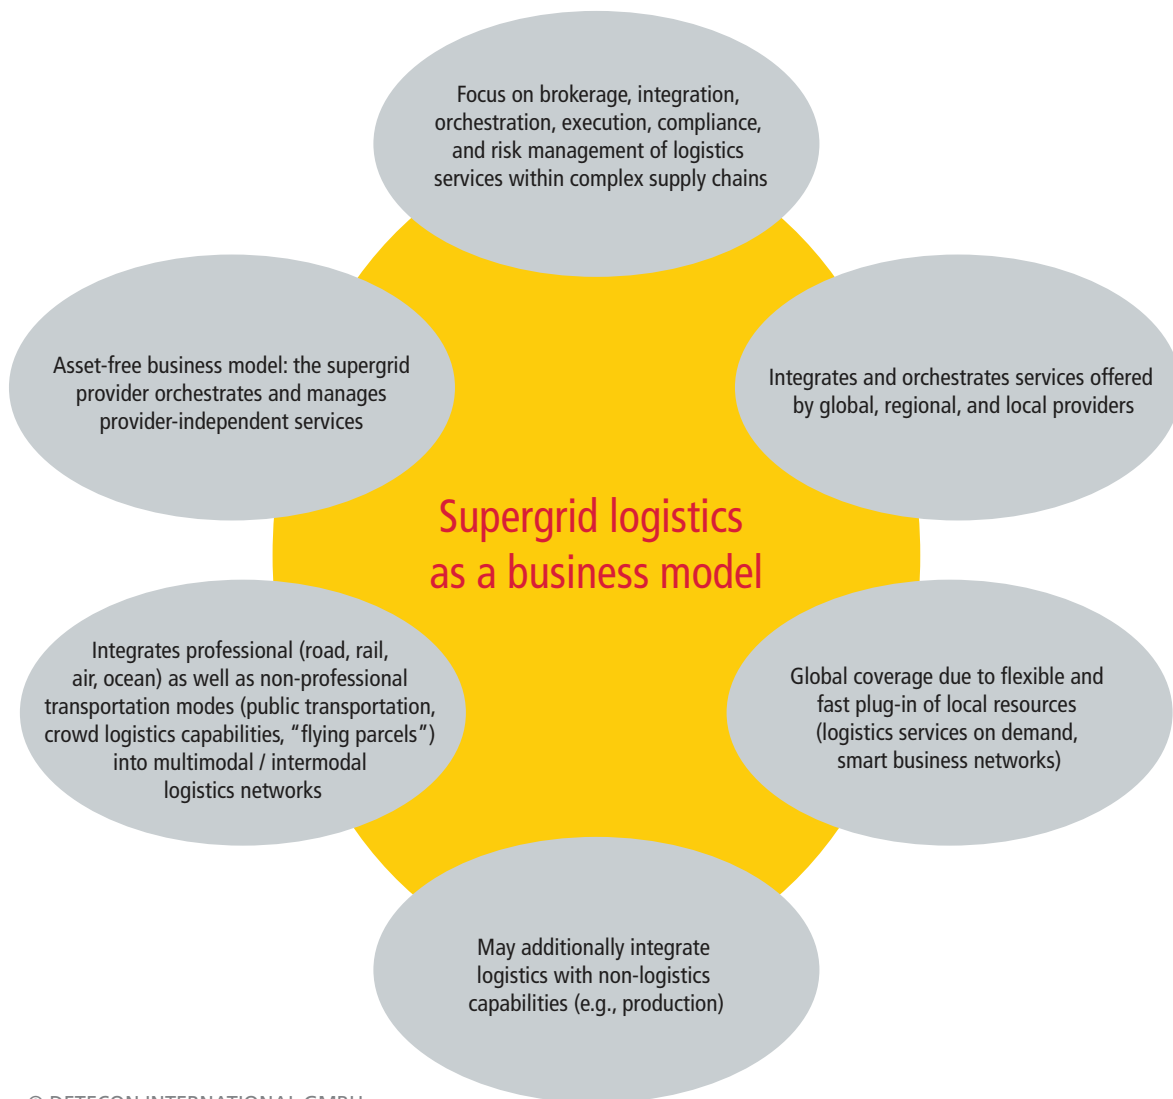 Focus on brokerage, integration,
orchestration, execution, compliance,
and risk management of logistics
services within complex supply chains
Asset-free business model: the supergrid
provider orchestrates and manages
provider-independent services
Integrates and orchestrates services offered
by global, regional, and local providers
Supergrid logistics
as a business model
Integrates professional (road, rail,
air, ocean) as well as non-professional
transportation modes (public transportation,
crowd logistics capabilities, “flying parcels”)
into multimodal / intermodal
logistics networks
Global coverage due to flexible and
fast plug-in of local resources
(logistics services on demand,
smart business networks)
May additionally integrate
logistics with non-logistics
capabilities (e.g., production)
© DETECON INTERNATIONAL GMBH